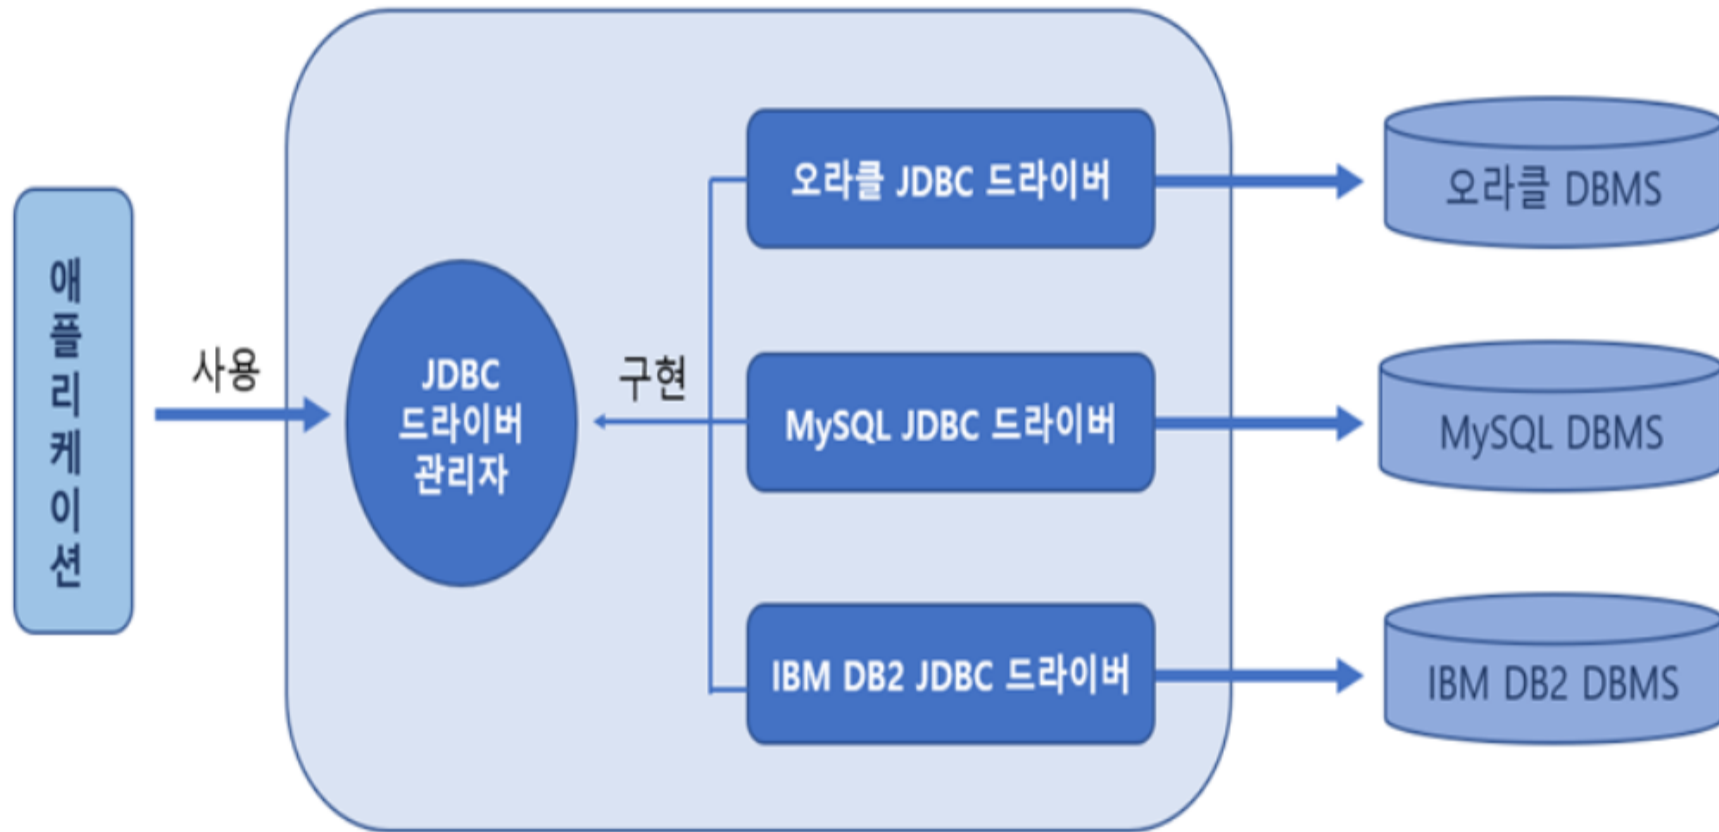 애플리케이션
사용
JDBC
드라이버
관리자
구현
오라클 JDBC 드라이버
오라클 DBMS
MySQL JDBC 드라이버
MySQL DBMS
IBM DB2 JDBC 드라이버
IBM DB2 DBMS